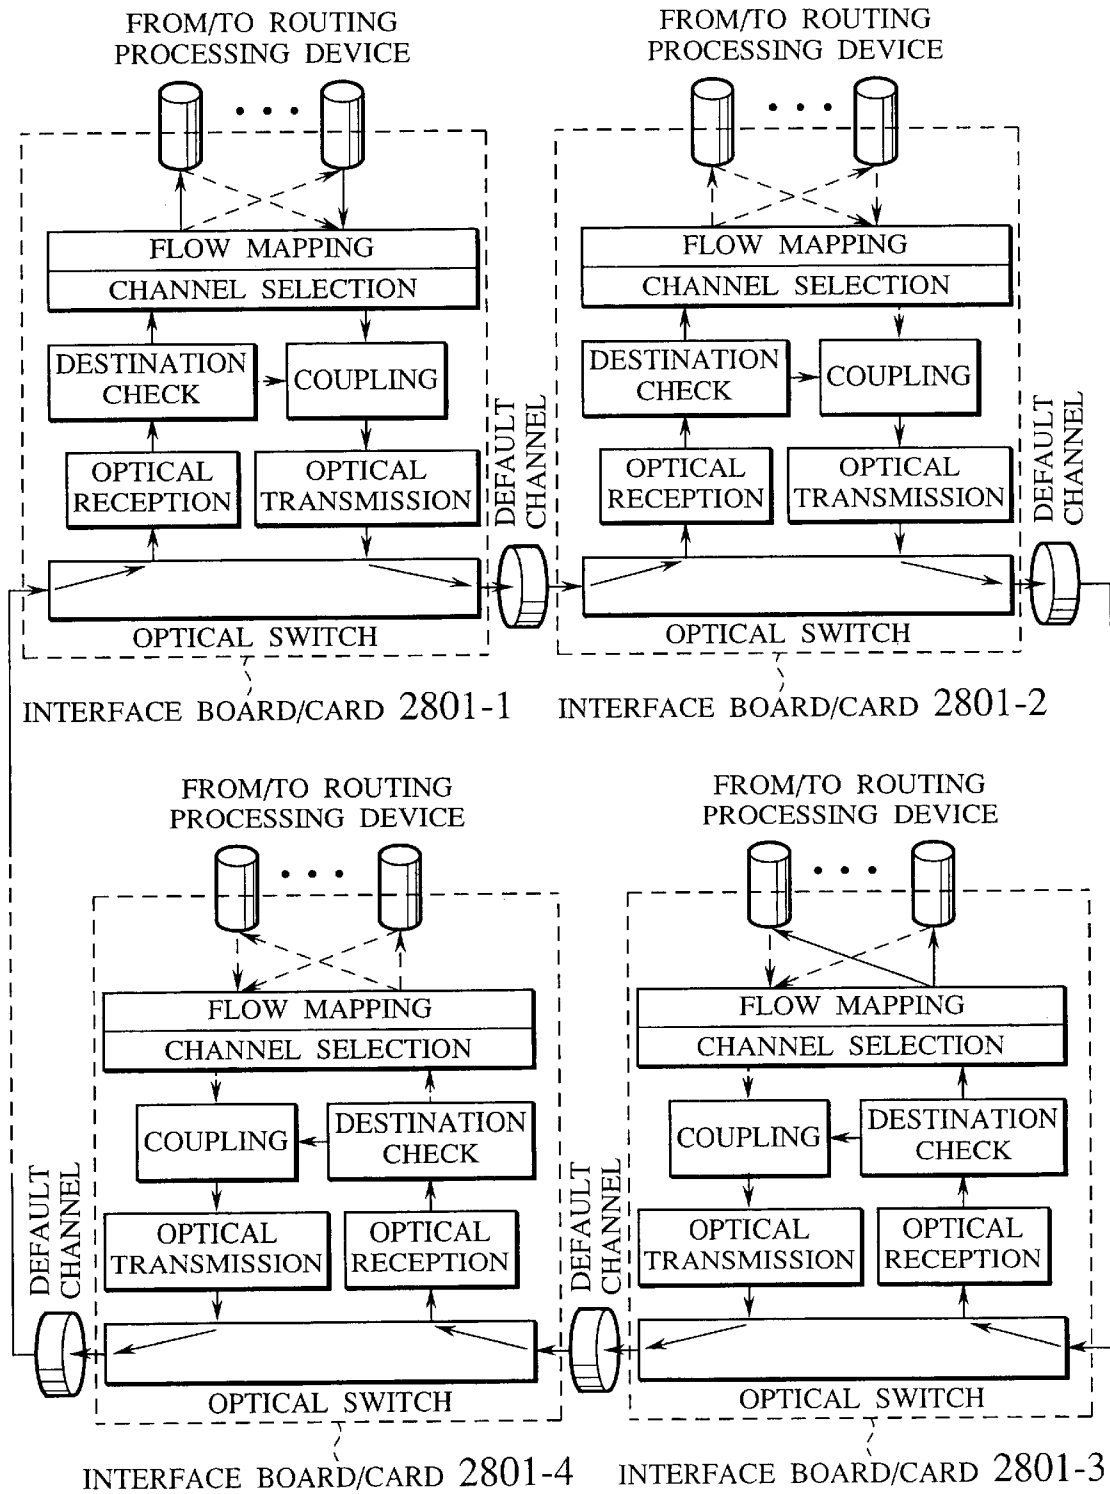 FROM/TO ROUTING
PROCESSING DEVICE
FLOW MAPPING
CHANNEL SELECTION
DESTINATION
CHECK
COUPLING
OPTICAL
RECEPTION
OPTICAL
TRANSMISSION
DEFAULT
CHANNEL
OPTICAL SWITCH
INTERFACE BOARD/CARD 2801-1
FROM/TO ROUTING
PROCESSING DEVICE
FLOW MAPPING
CHANNEL SELECTION
DESTINATION
CHECK
COUPLING
OPTICAL
RECEPTION
OPTICAL
TRANSMISSION
DEFAULT
CHANNEL
OPTICAL SWITCH
INTERFACE BOARD/CARD 2801-2
FROM/TO ROUTING
PROCESSING DEVICE
FLOW MAPPING
CHANNEL SELECTION
COUPLING
DESTINATION
CHECK
DEFAULT
CHANNEL
OPTICAL
TRANSMISSION
OPTICAL
RECEPTION
OPTICAL SWITCH
INTERFACE BOARD/CARD 2801-4
FROM/TO ROUTING
PROCESSING DEVICE
FLOW MAPPING
CHANNEL SELECTION
COUPLING
DESTINATION
CHECK
DEFAULT
CHANNEL
OPTICAL
TRANSMISSION
OPTICAL
RECEPTION
OPTICAL SWITCH
INTERFACE BOARD/CARD 2801-3